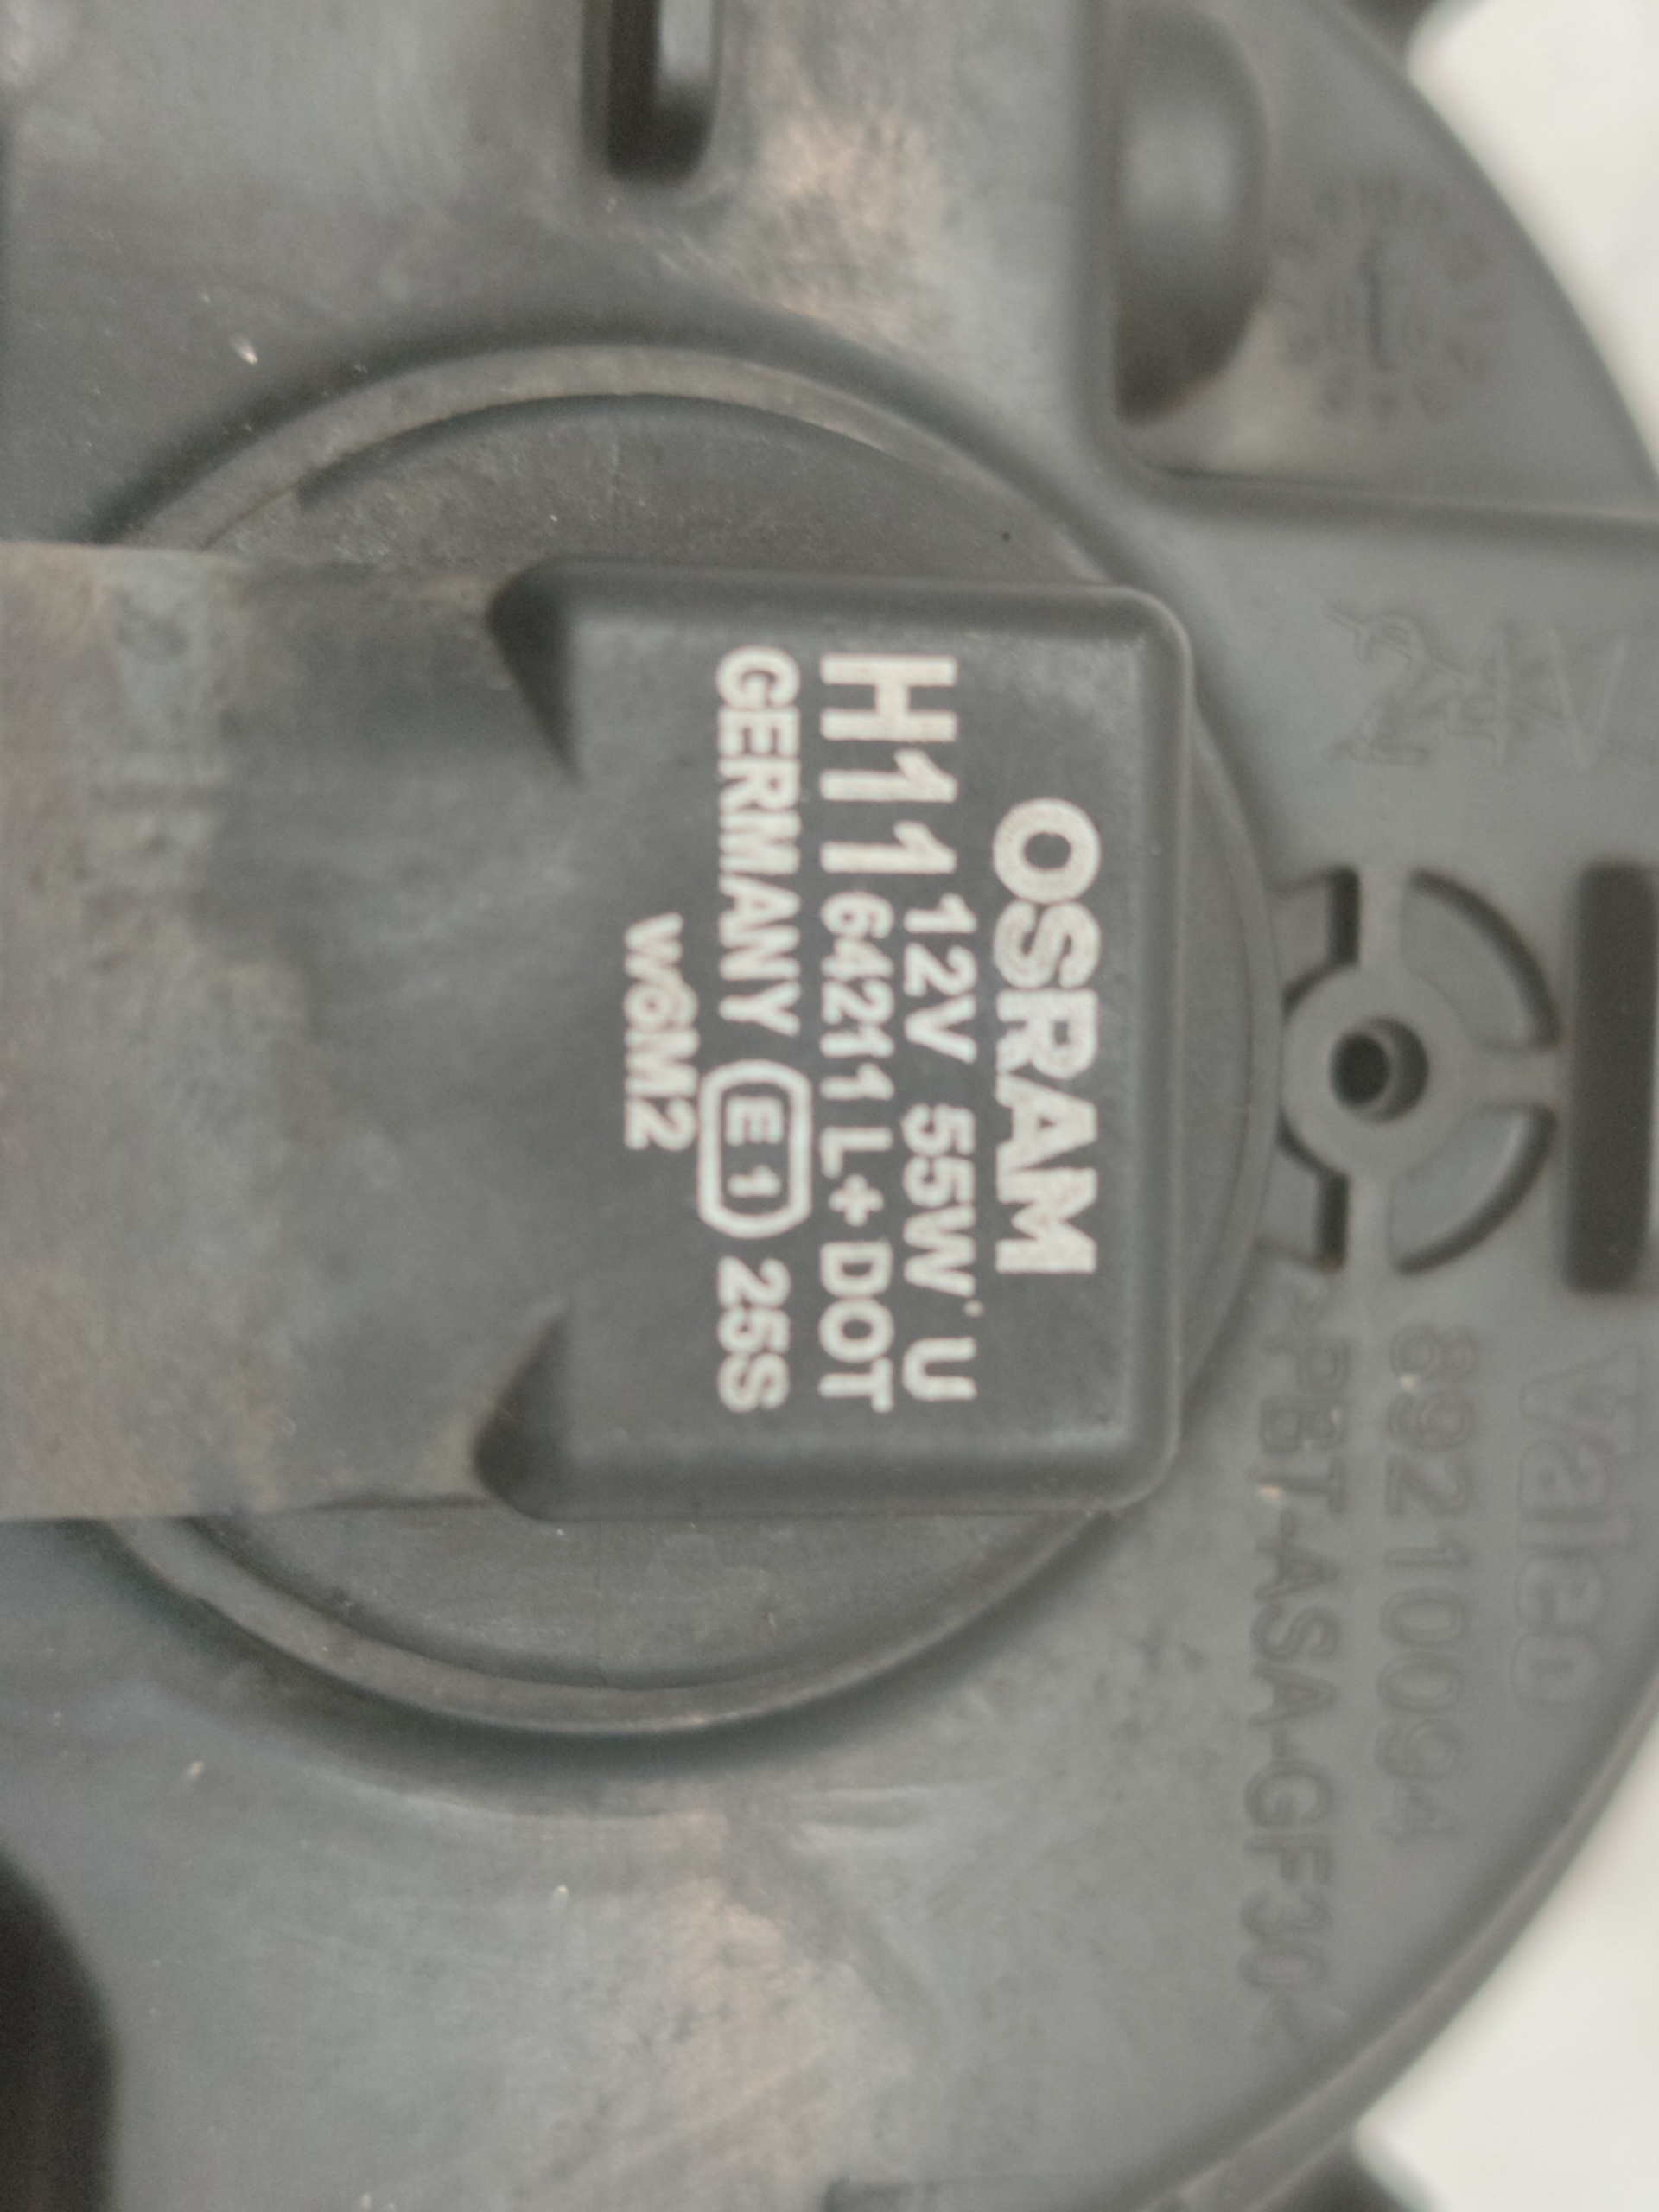 OSRAM
H11 12V 55W U
64211 L+ DOT
GERMANY E1 25S
W6M2
valeo
89210094
>PBT-ASA-GF30<